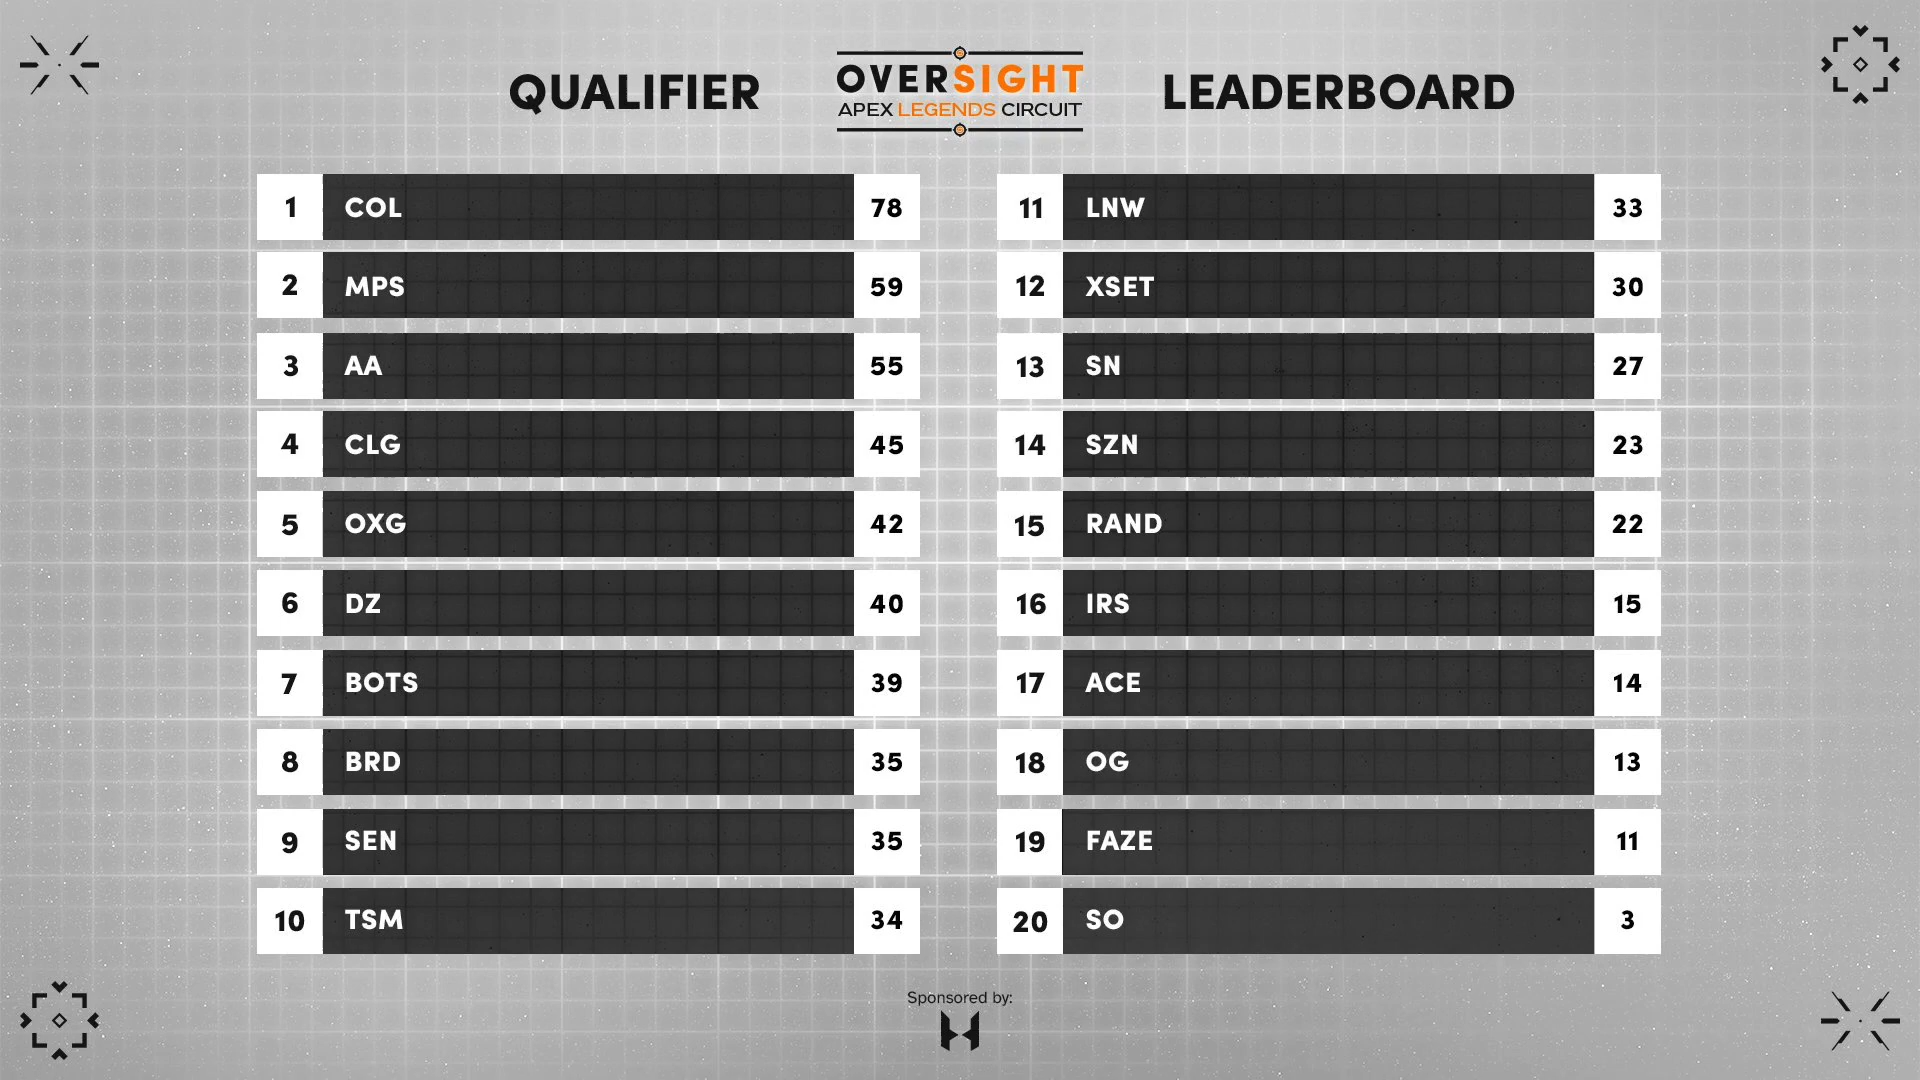 QUALIFIER
OVERSIGHT
APEX LEGENDS CIRCUIT
LEADERBOARD
1 COL 78
2 MPS 59
3 AA 55
4 CLG 45
5 OXG 42
6 DZ 40
7 BOTS 39
8 BRD 35
9 SEN 35
10 TSM 34
11 LNW 33
12 XSET 30
13 SN 27
14 SZN 23
15 RAND 22
16 IRS 15
17 ACE 14
18 OG 13
19 FAZE 11
20 SO 3
Sponsored by: